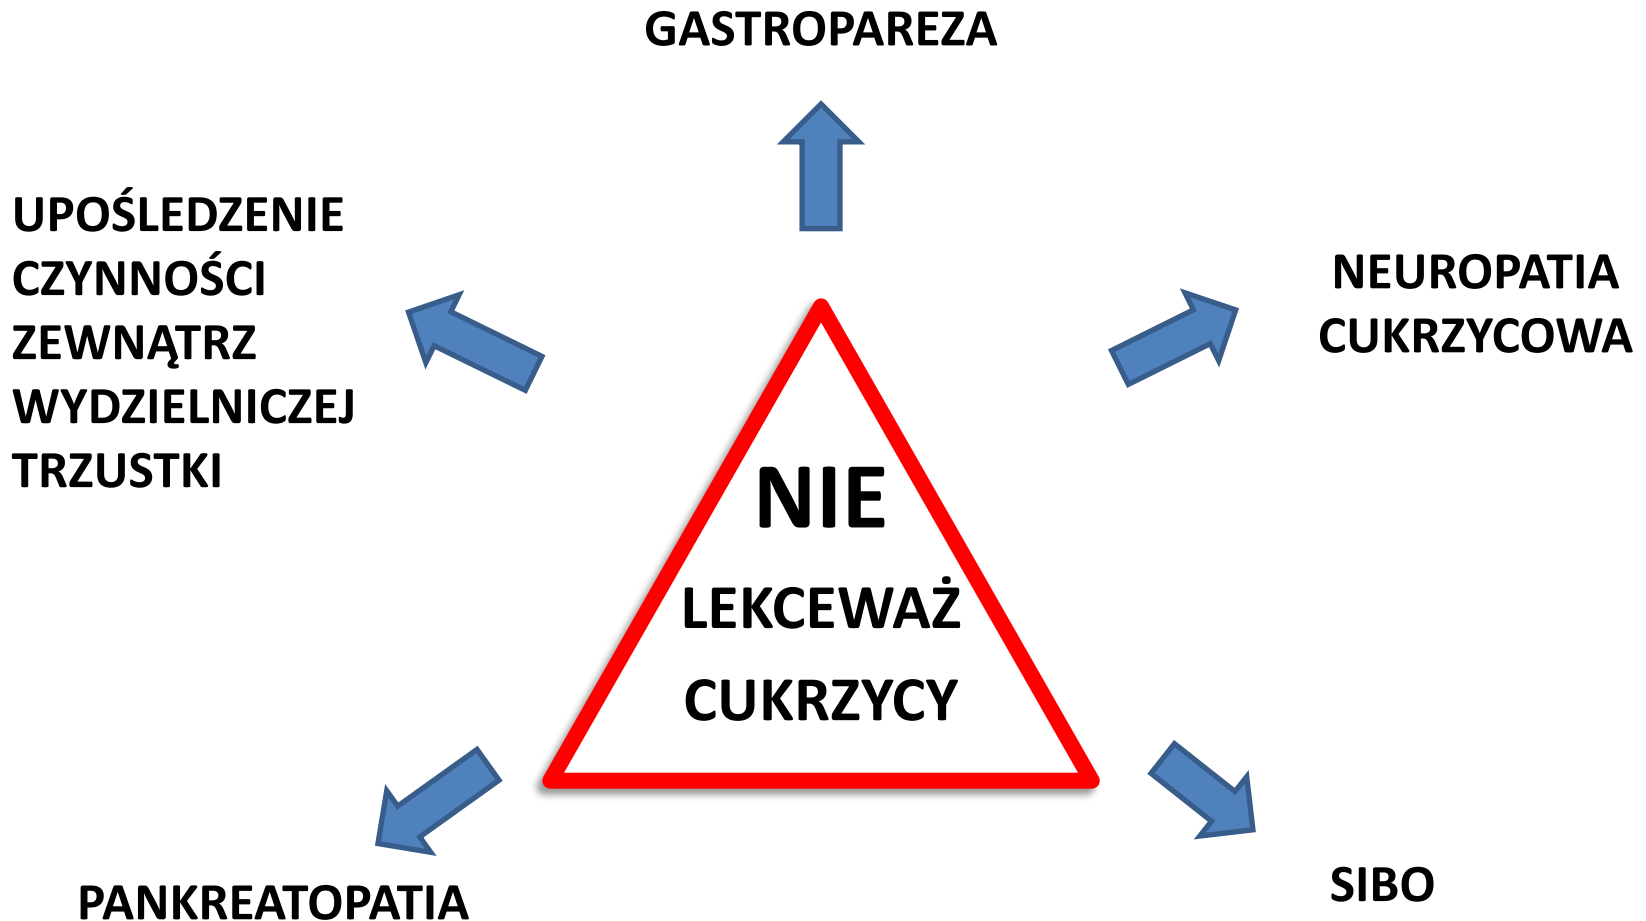 GASTROPAREZA
UPOŚLEDZENIE
CZYNNOŚCI
ZEWNĄTRZ
WYDZIELNICZEJ
TRZUSTKI
NEUROPATIA
CUKRZYCOWA
NIE
LEKCEWAŻ
CUKRZYCY
PANKREATOPATIA
SIBO